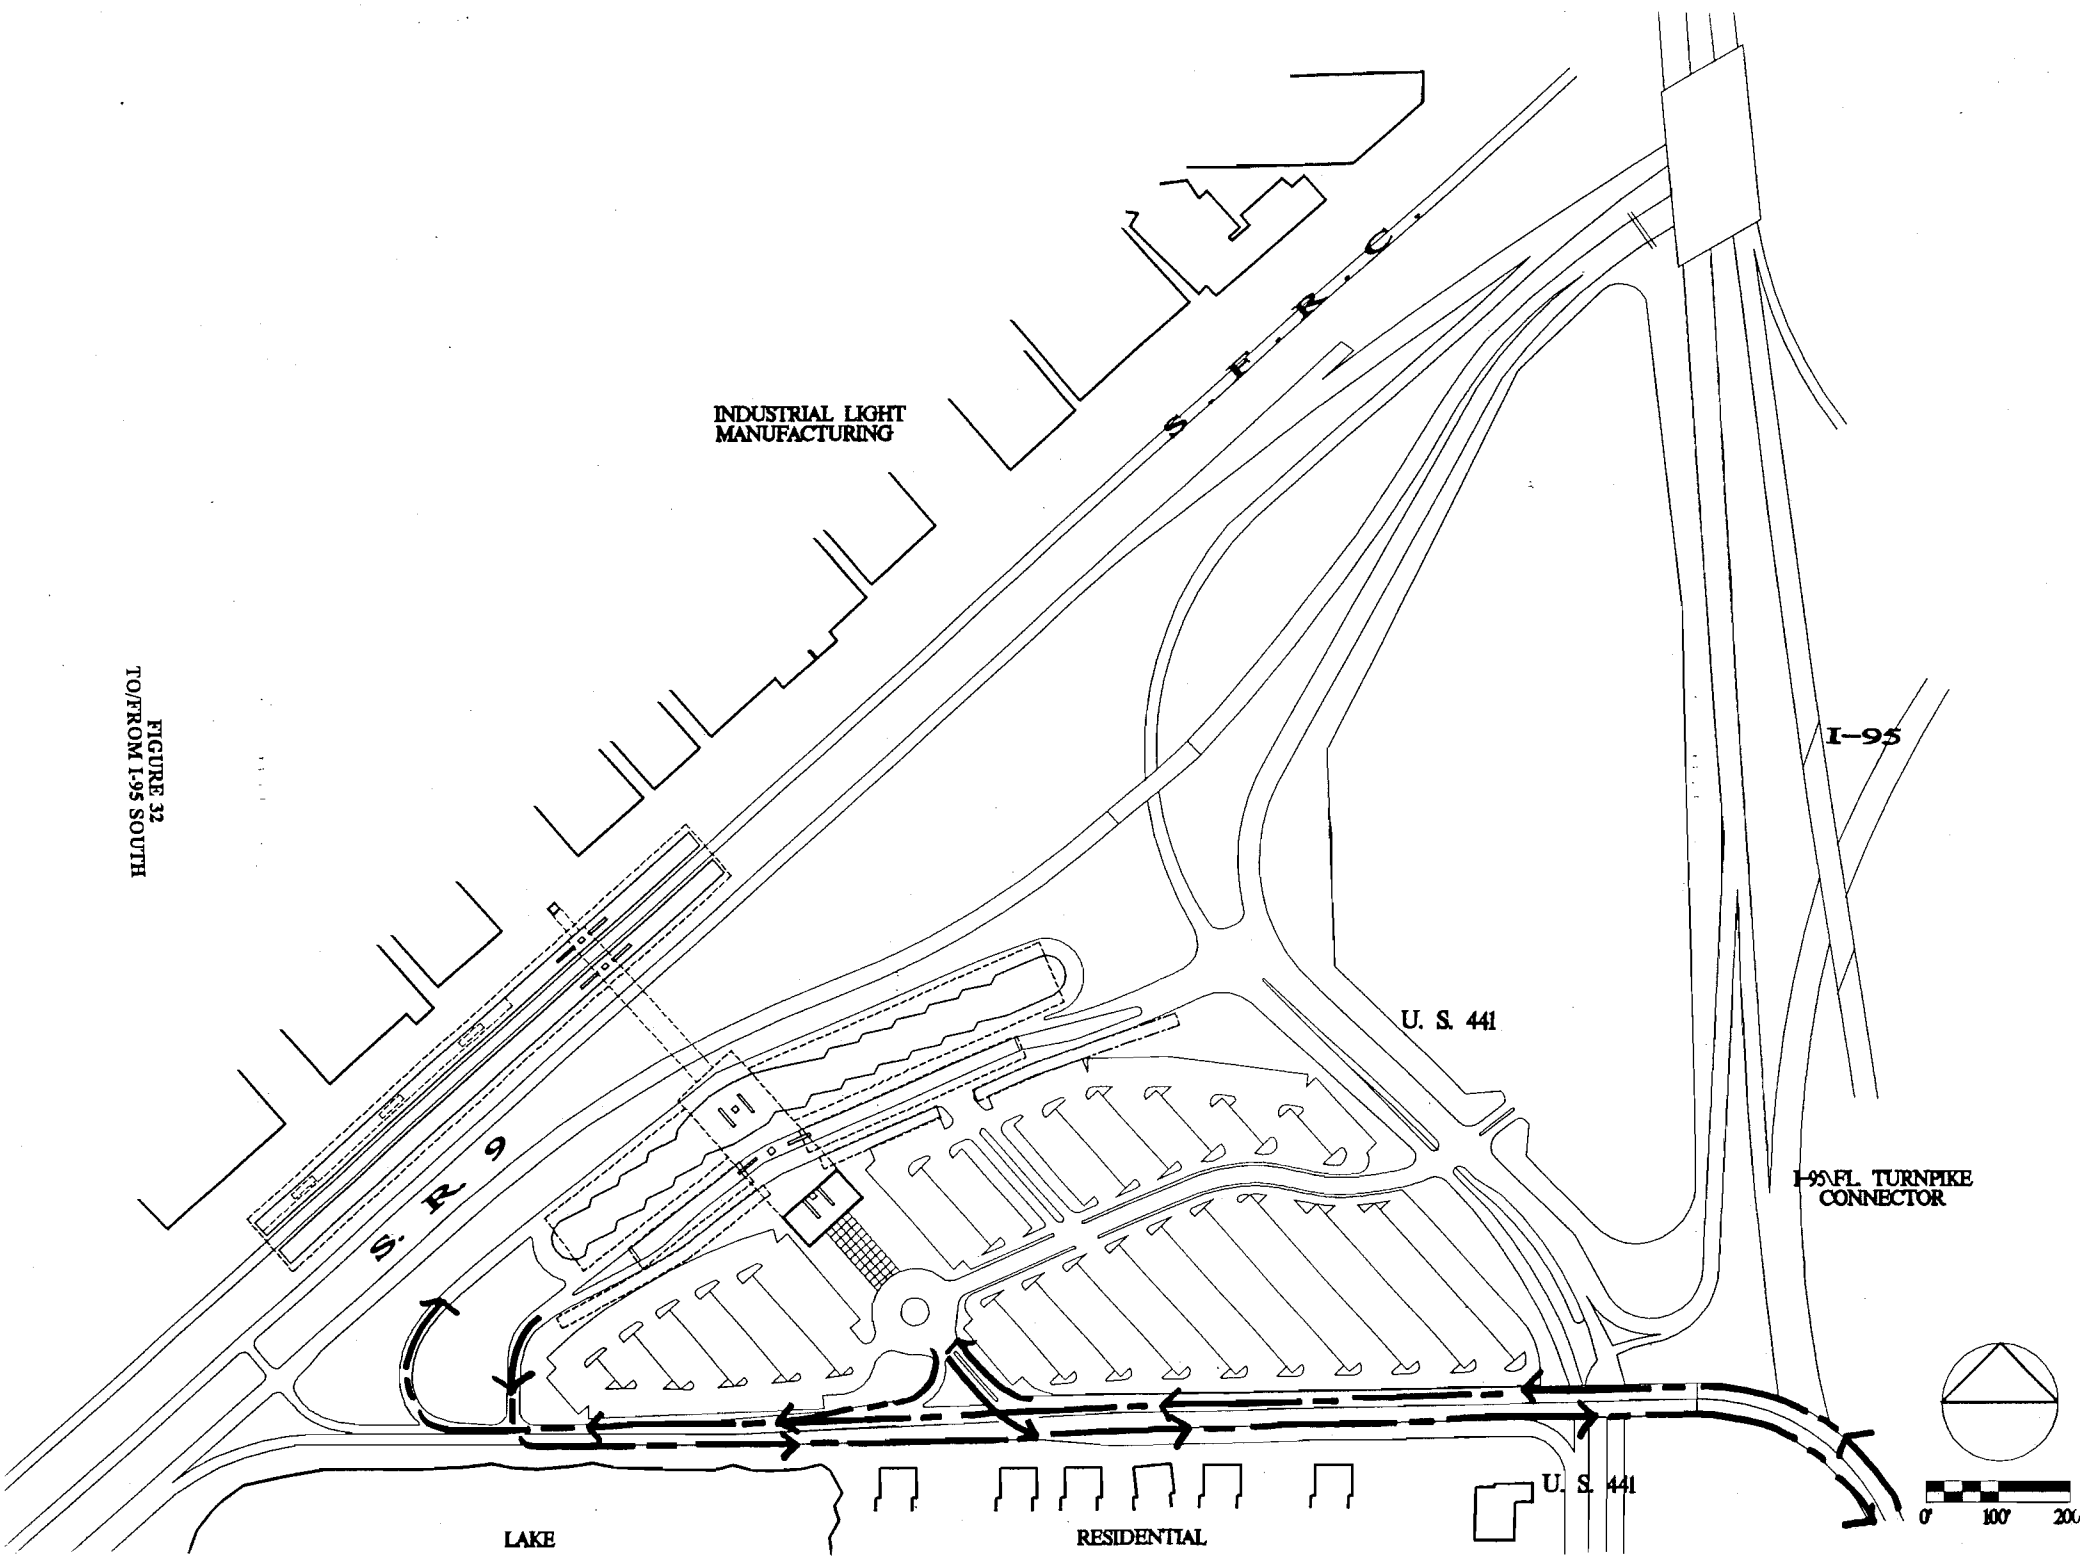 S. F. R. C.
INDUSTRIAL LIGHT
MANUFACTURING
FIGURE 32
TO/FROM I-95 SOUTH
I-95
U. S. 441
S. R 9
I-95\FL. TURNPIKE
CONNECTOR
U. S. 441
0' 100' 200
LAKE
RESIDENTIAL